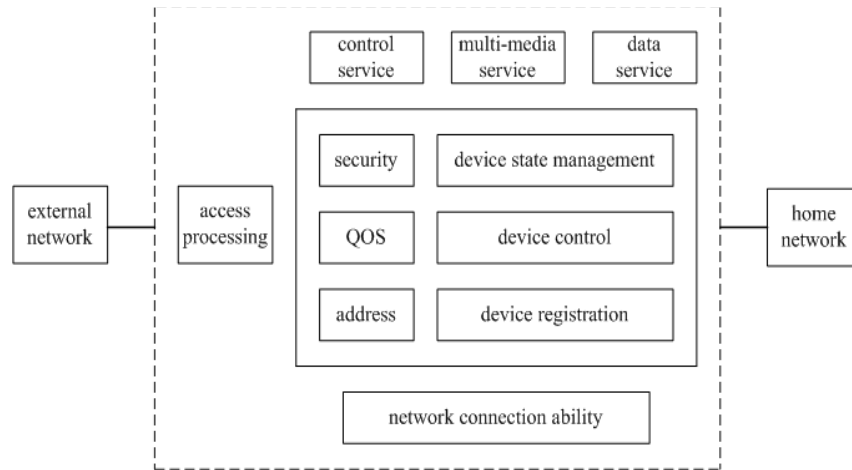 control
service
multi-media
service
data
service
security
device state management
external
network
access
processing
QOS
device control
home
network
address
device registration
network connection ability